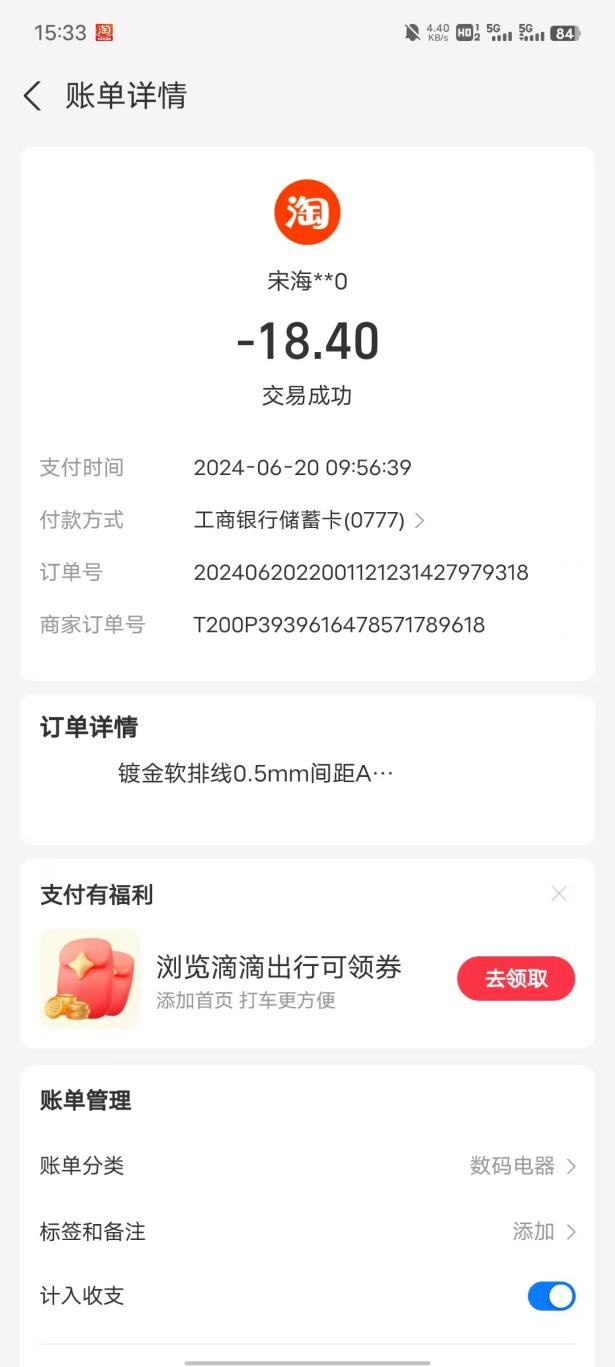 15:33 淘
4.40 KB/s HD 1 2 5G 5G 84
账单详情
淘
宋海**0
-18.40
交易成功
支付时间 2024-06-20 09:56:39
付款方式 工商银行储蓄卡(0777)
订单号 2024062022001121231427979318
商家订单号 T200P3939616478571789618
订单详情
镀金软排线0.5mm间距A···
支付有福利
浏览滴滴出行可领券
添加首页 打车更方便
去领取
账单管理
账单分类 数码电器
标签和备注 添加
计入收支